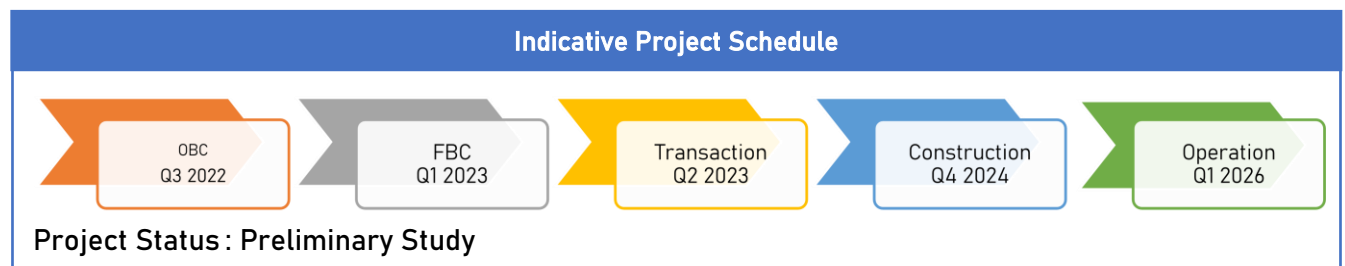 Indicative Project Schedule
OBC
Q3 2022
FBC
Q1 2023
Transaction
Q2 2023
Construction
Q4 2024
Operation
Q1 2026
Project Status : Preliminary Study